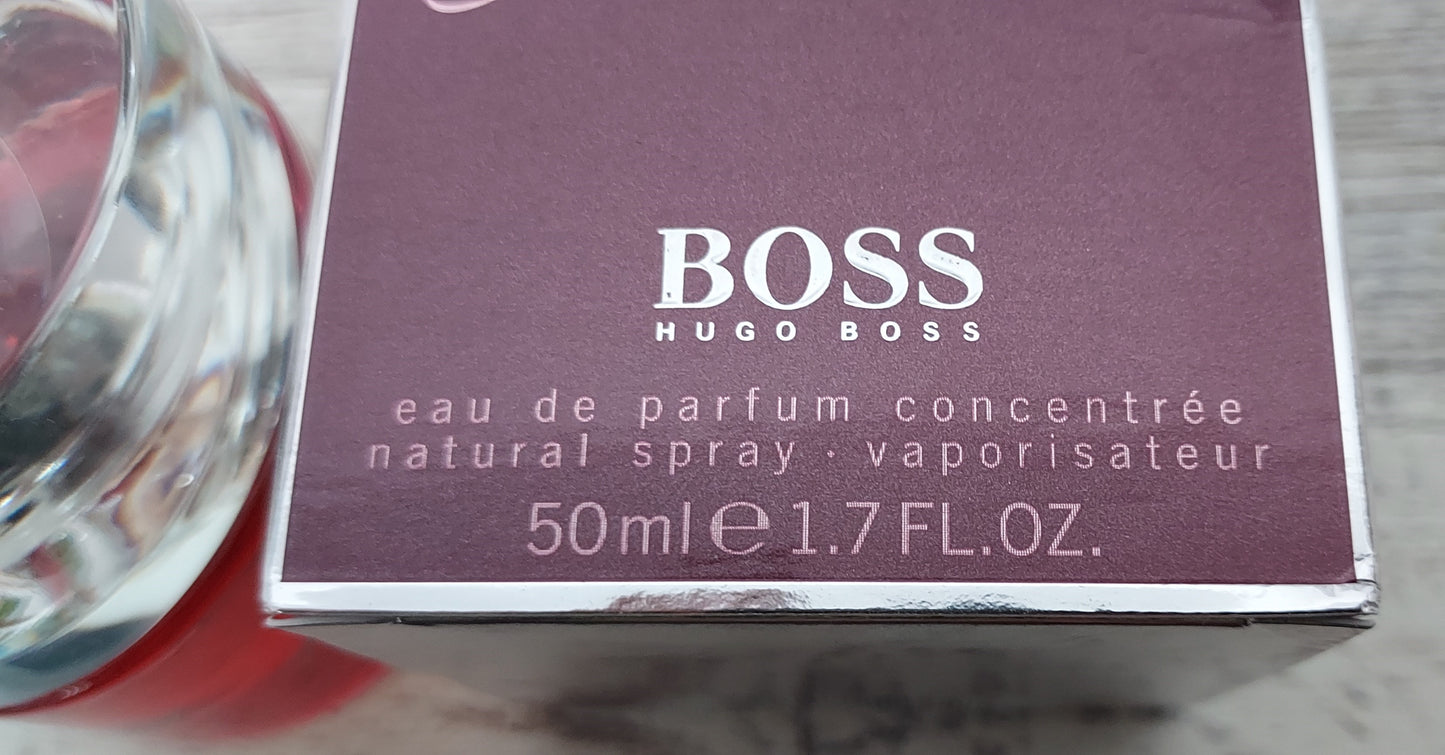 BOSS
HUGO BOSS
eau de parfum concentrée
natural spray · vaporisateur
50ml ℮ 1.7 FL.OZ.